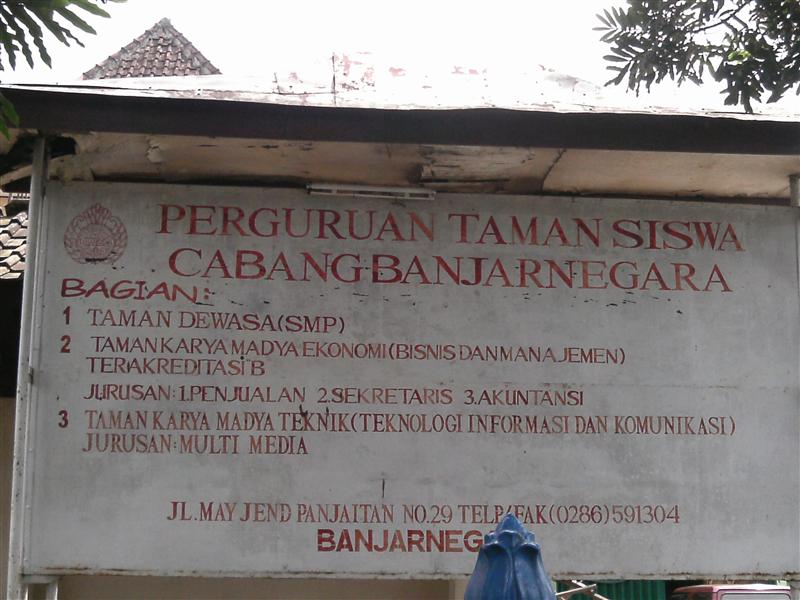 PERGURUAN TAMAN SISWA
CABANG BANJARNEGARA
BAGIAN:
1 TAMAN DEWASA(SMP)
2 TAMAN KARYA MADYA EKONOMI(BISNIS DAN MANAJEMEN)
TERAKREDITASI B
JURUSAN: 1.PENJUALAN 2.SEKRETARIS 3.AKUNTANSI
3 TAMAN KARYA MADYA TEKNIK(TEKNOLOGI INFORMASI DAN KOMUNIKASI)
JURUSAN: MULTI MEDIA
JL. MAY JEND PANJAITAN NO.29 TELP/FAK(0286)591304
BANJARNEG